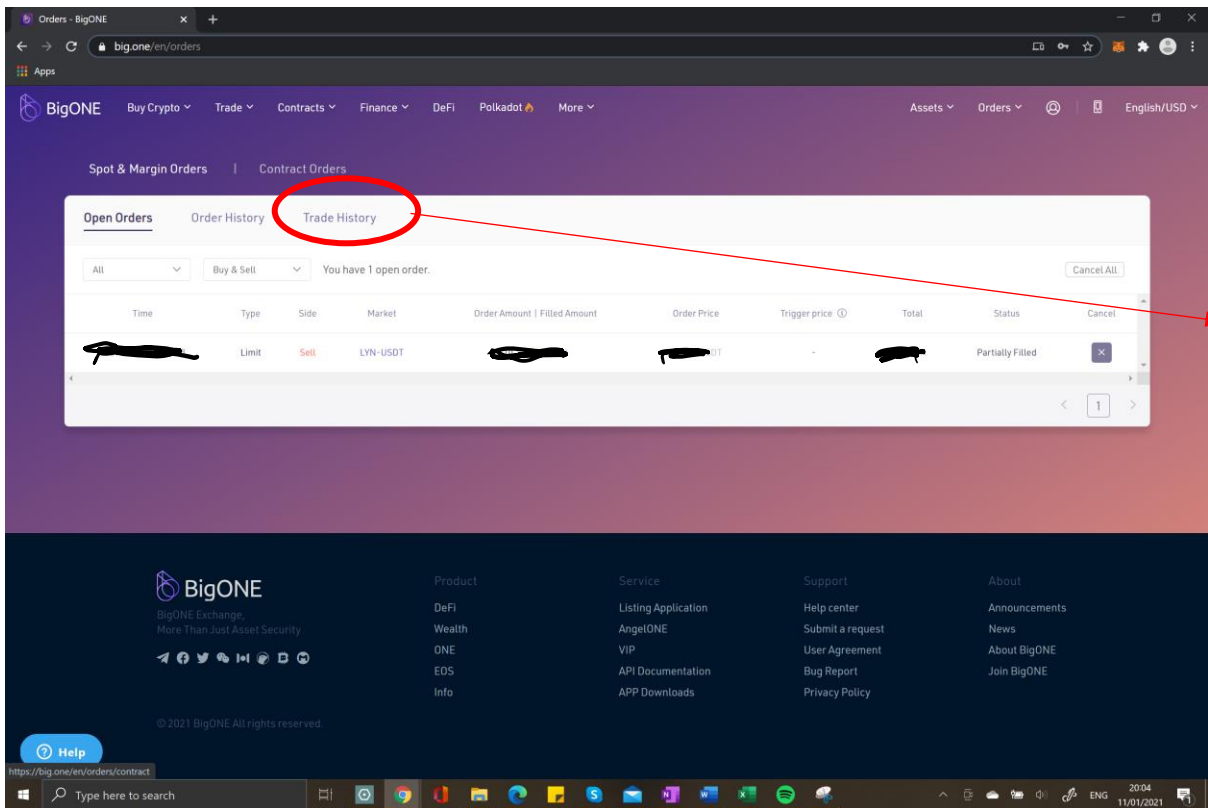 Orders - BigONE
big.one/en/orders
Apps
BigONE Buy Crypto Trade Contracts Finance DeFi Polkadot More Assets Orders English/USD
Spot & Margin Orders | Contract Orders
Open Orders Order History Trade History
All Buy & Sell You have 1 open order. Cancel All
Time Type Side Market Order Amount | Filled Amount Order Price Trigger price Total Status Cancel
Limit Sell LYN-USDT - Partially Filled
1
BigONE
BigONE Exchange,
More Than Just Asset Security
© 2021 BigONE All rights reserved.
Product
DeFi
Wealth
ONE
EOS
Info
Service
Listing Application
AngelONE
VIP
API Documentation
APP Downloads
Support
Help center
Submit a request
User Agreement
Bug Report
Privacy Policy
About
Announcements
News
About BigONE
Join BigONE
Help
https://big.one/en/orders/contract
Type here to search
ENG
20:04
11/01/2021